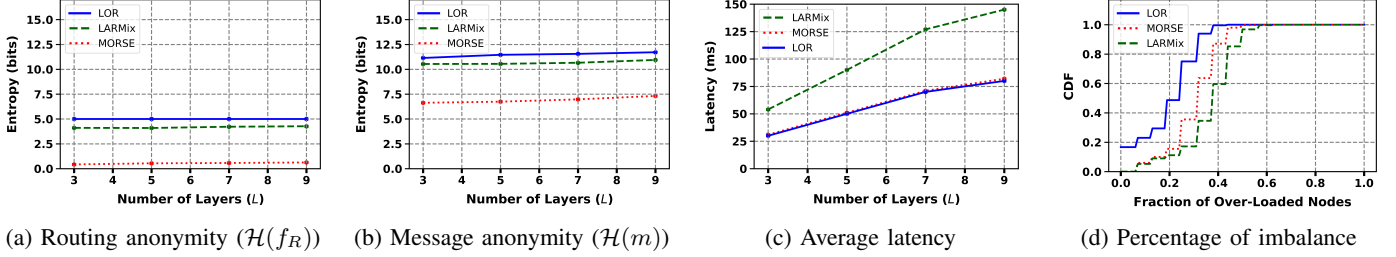 Entropy (bits)
15.0
12.5
10.0
7.5
5.0
2.5
0.0
LOR
LARMix
MORSE
3 4 5 6 7 8 9
Number of Layers (L)
(a) Routing anonymity (ℋ(f_R))
Entropy (bits)
15.0
12.5
10.0
7.5
5.0
2.5
0.0
LOR
LARMix
MORSE
3 4 5 6 7 8 9
Number of Layers (L)
(b) Message anonymity (ℋ(m))
Latency (ms)
150
125
100
75
50
25
0
LARMix
MORSE
LOR
3 4 5 6 7 8 9
Number of Layers (L)
(c) Average latency
CDF
1.0
0.8
0.6
0.4
0.2
0.0
LOR
MORSE
LARMix
0.0 0.2 0.4 0.6 0.8 1.0
Fraction of Over-Loaded Nodes
(d) Percentage of imbalance